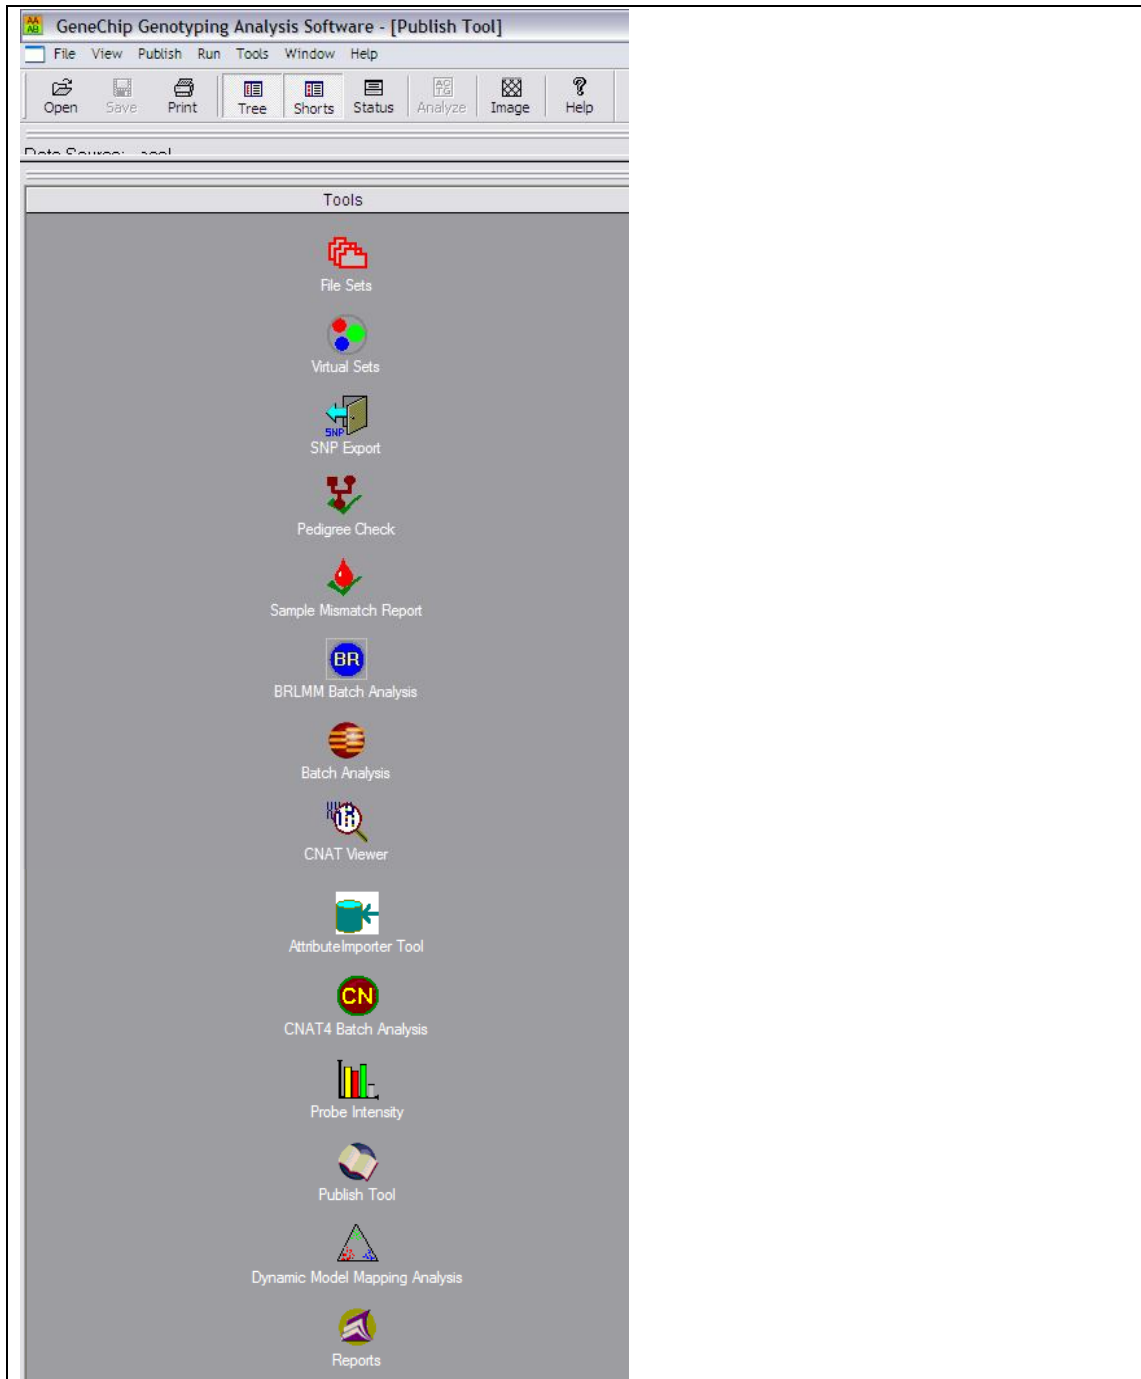 GeneChip Genotyping Analysis Software - [Publish Tool]
File View Publish Run Tools Window Help
Open Save Print Tree Shorts Status Analyze Image Help
Data Source:
Tools
File Sets
Virtual Sets
SNP
SNP Export
Pedigree Check
Sample Mismatch Report
BR
BRLMM Batch Analysis
Batch Analysis
CNAT Viewer
AttributeImporter Tool
CN
CNAT4 Batch Analysis
Probe Intensity
Publish Tool
Dynamic Model Mapping Analysis
Reports